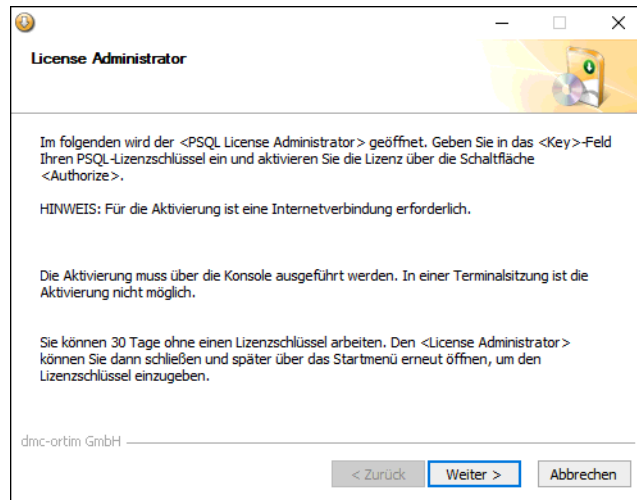 License Administrator
Im folgenden wird der <PSQL License Administrator> geöffnet. Geben Sie in das <Key>-Feld
Ihren PSQL-Lizenzschlüssel ein und aktivieren Sie die Lizenz über die Schaltfläche
<Authorize>.
HINWEIS: Für die Aktivierung ist eine Internetverbindung erforderlich.
Die Aktivierung muss über die Konsole ausgeführt werden. In einer Terminalsitzung ist die
Aktivierung nicht möglich.
Sie können 30 Tage ohne einen Lizenzschlüssel arbeiten. Den <License Administrator>
können Sie dann schließen und später über das Startmenü erneut öffnen, um den
Lizenzschlüssel einzugeben.
dmc-ortim GmbH
< Zurück Weiter > Abbrechen